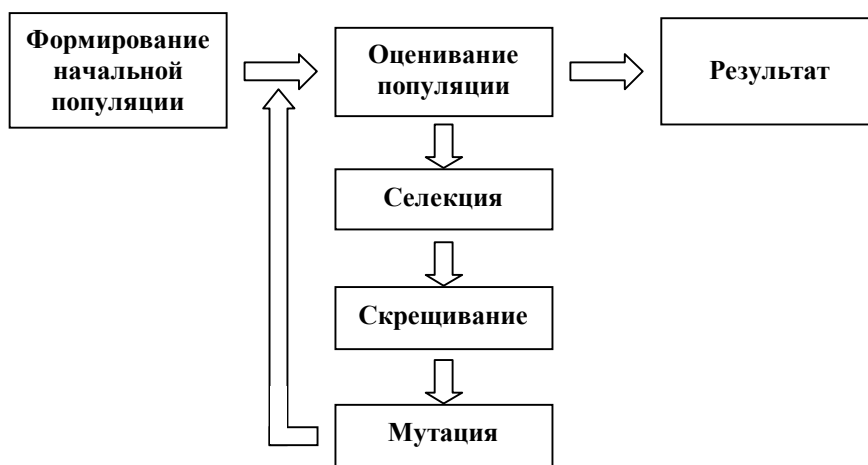 Формирование
начальной
популяции
Оценивание
популяции
Результат
Селекция
Скрещивание
Мутация